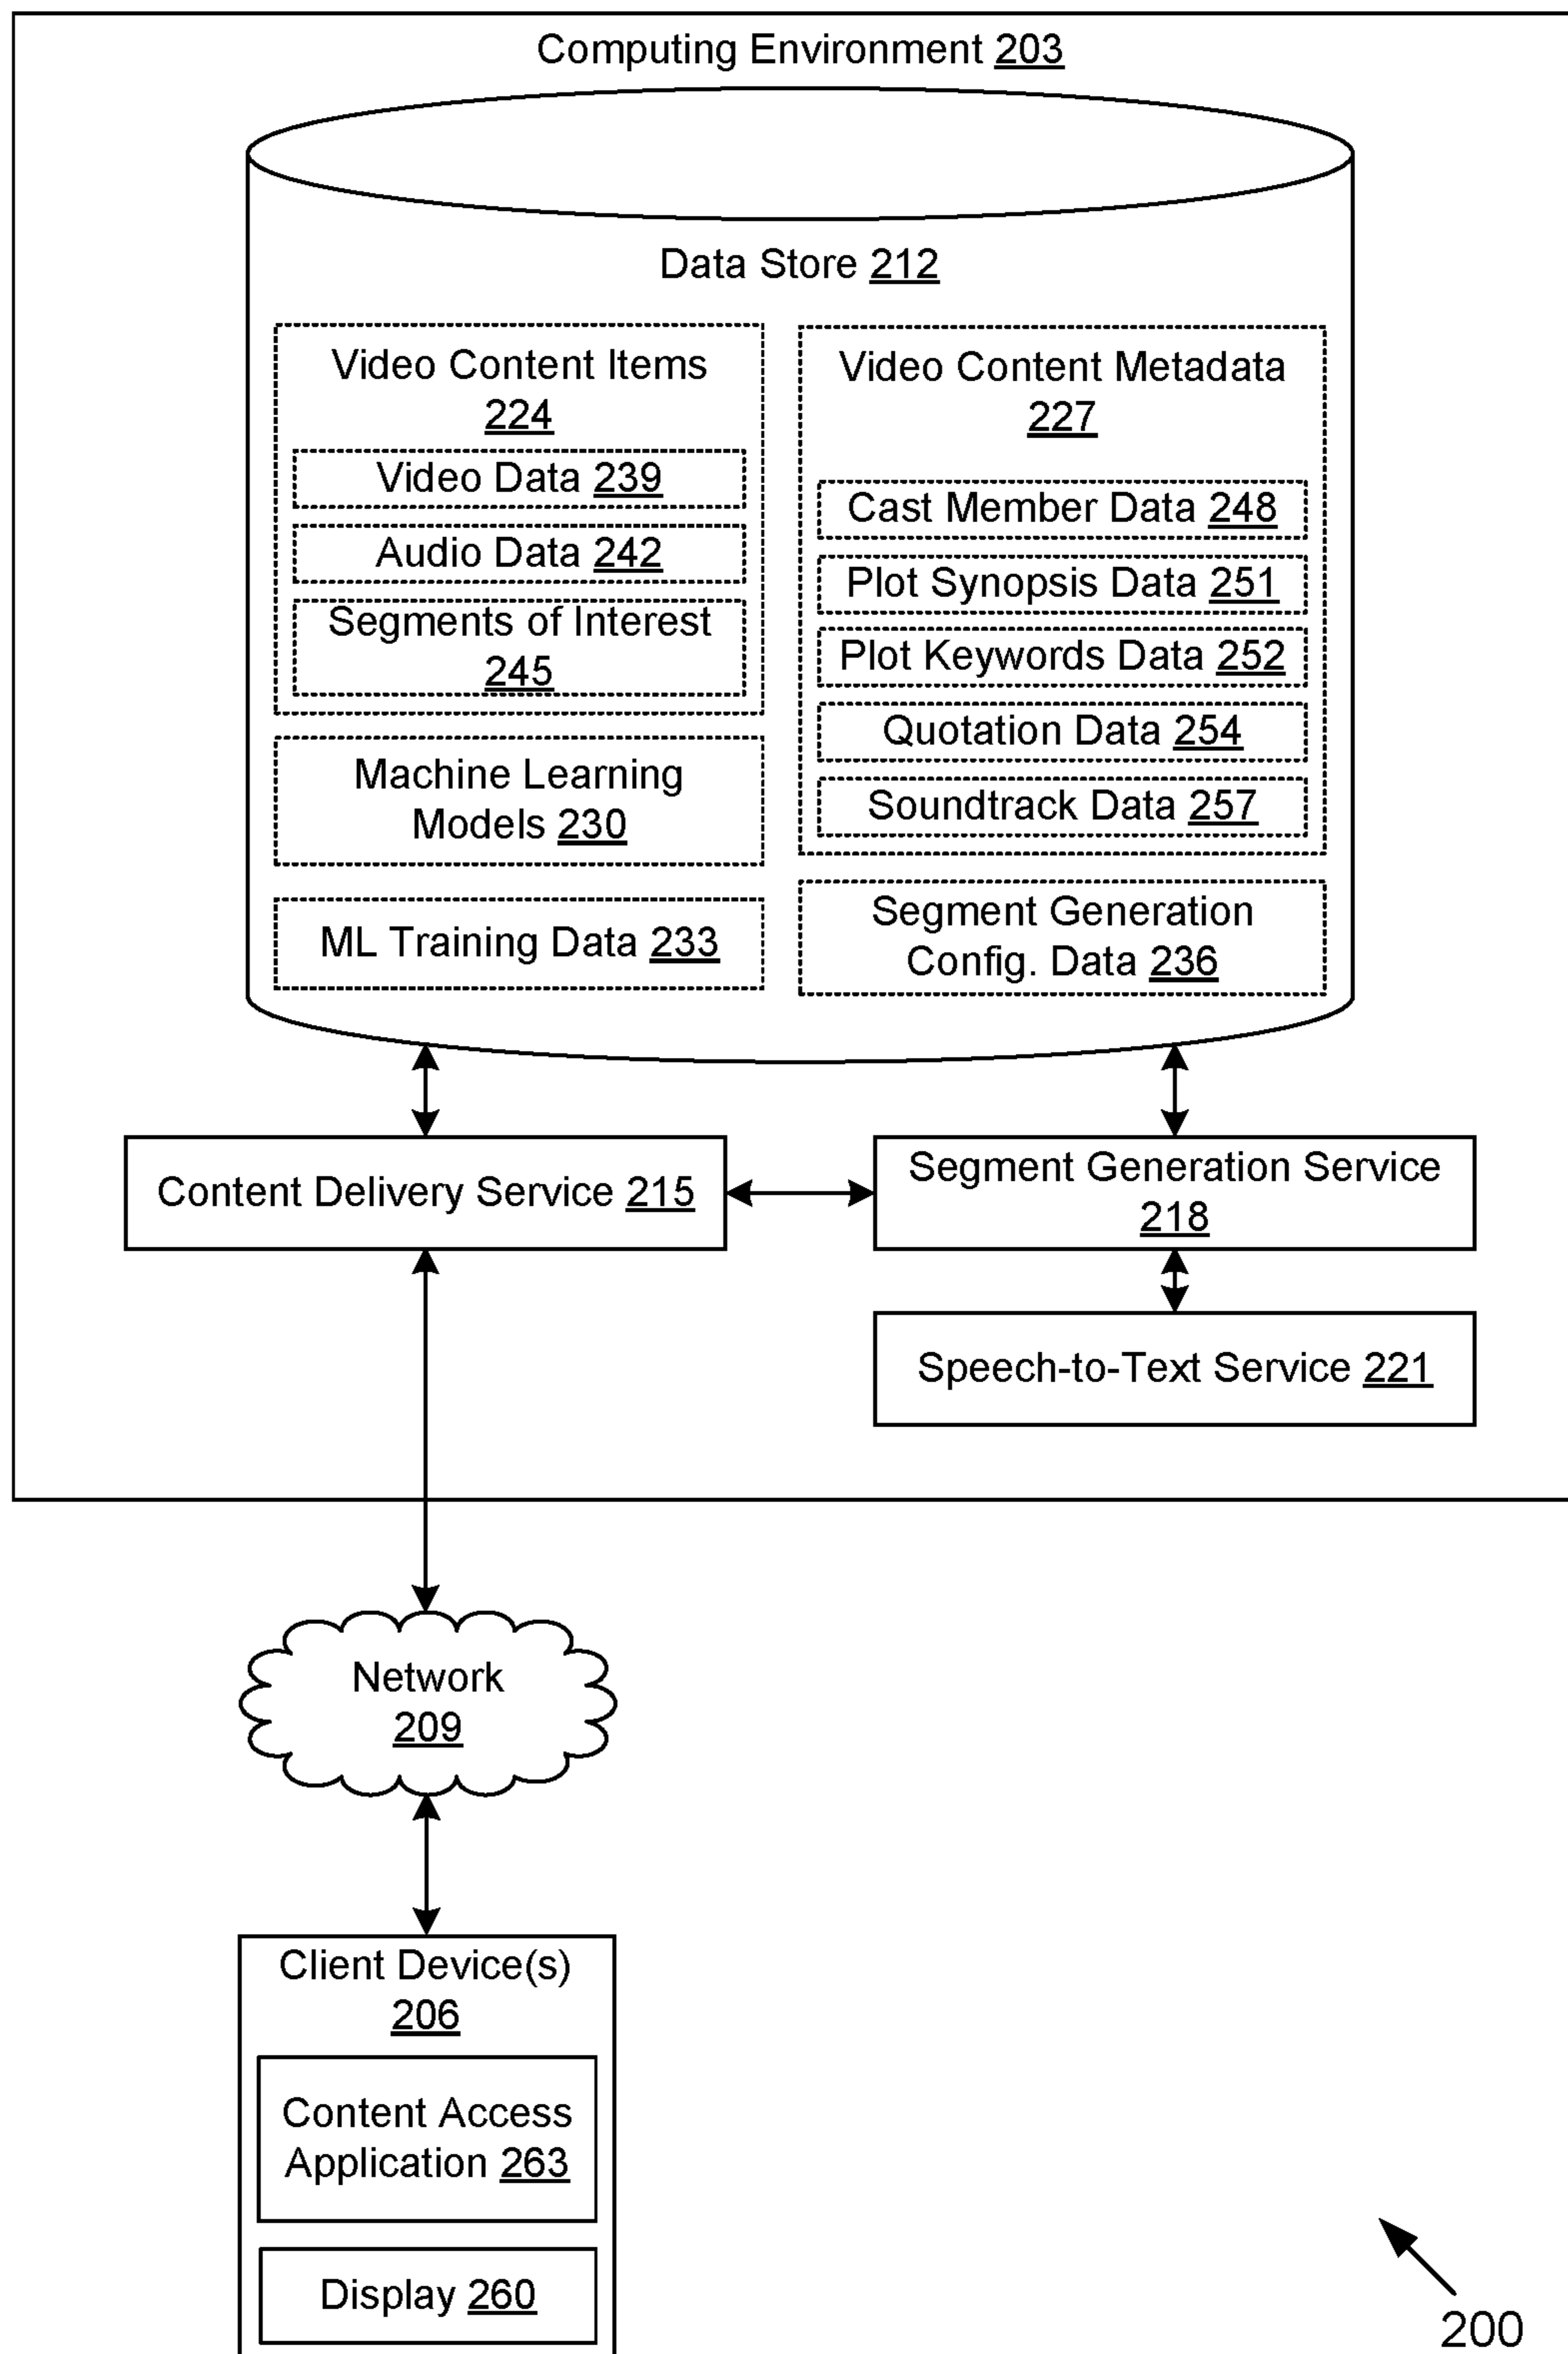 Computing Environment 203
Data Store 212
Video Content Items
224
Video Data 239
Audio Data 242
Segments of Interest
245
Machine Learning
Models 230
ML Training Data 233
Video Content Metadata
227
Cast Member Data 248
Plot Synopsis Data 251
Plot Keywords Data 252
Quotation Data 254
Soundtrack Data 257
Segment Generation
Config. Data 236
Content Delivery Service 215
Segment Generation Service
218
Speech-to-Text Service 221
Network
209
Client Device(s)
206
Content Access
Application 263
Display 260
200